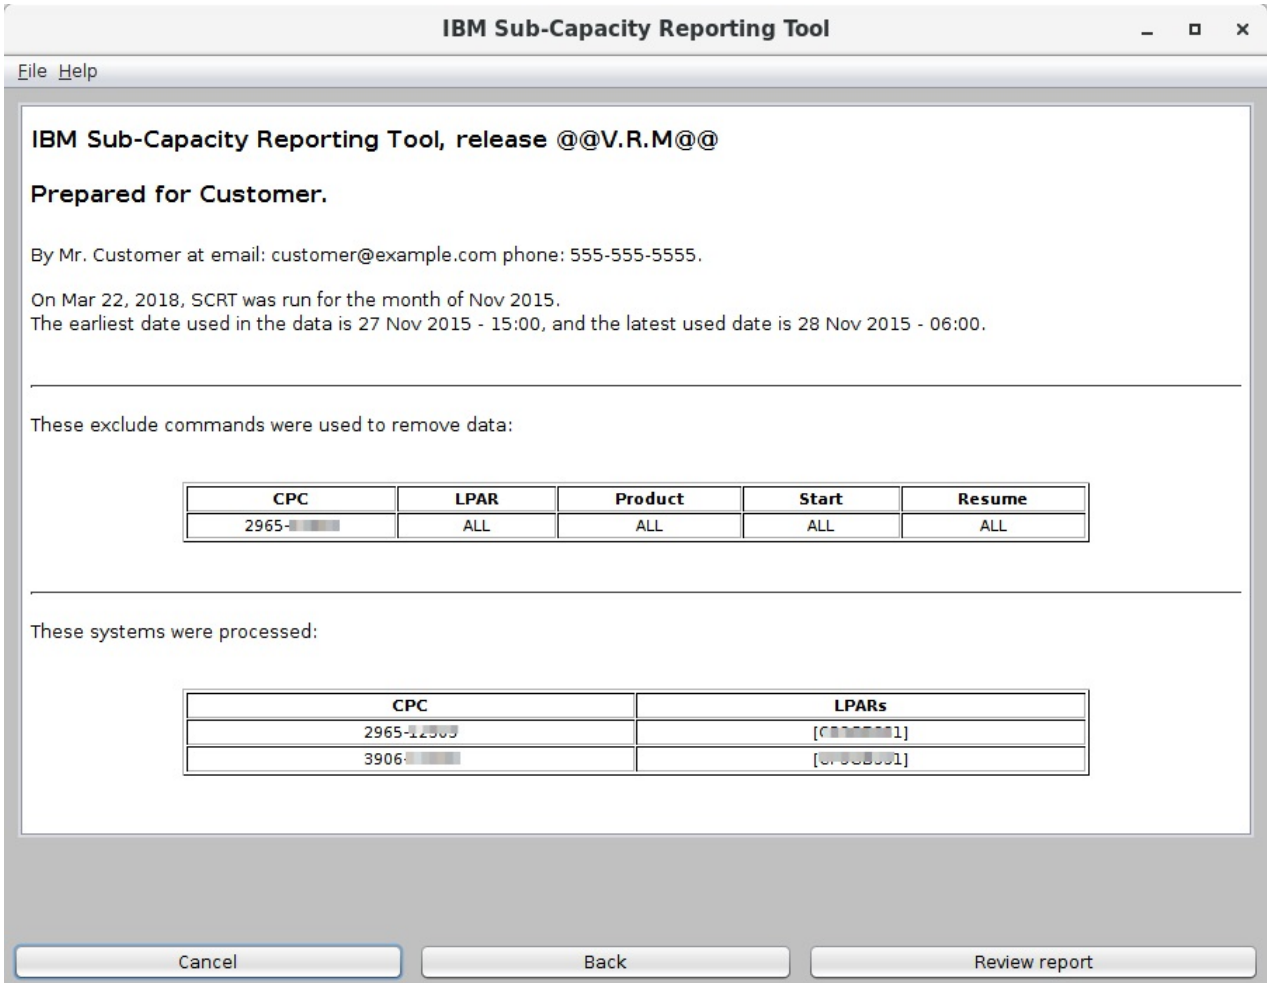 IBM Sub-Capacity Reporting Tool
File Help
IBM Sub-Capacity Reporting Tool, release @@V.R.M@@
Prepared for Customer.
By Mr. Customer at email: customer@example.com phone: 555-555-5555.
On Mar 22, 2018, SCRT was run for the month of Nov 2015.
The earliest date used in the data is 27 Nov 2015 - 15:00, and the latest used date is 28 Nov 2015 - 06:00.
These exclude commands were used to remove data:
CPC LPAR Product Start Resume
2965- ALL ALL ALL ALL
These systems were processed:
CPC LPARs
2965-
3906-
Cancel Back Review report